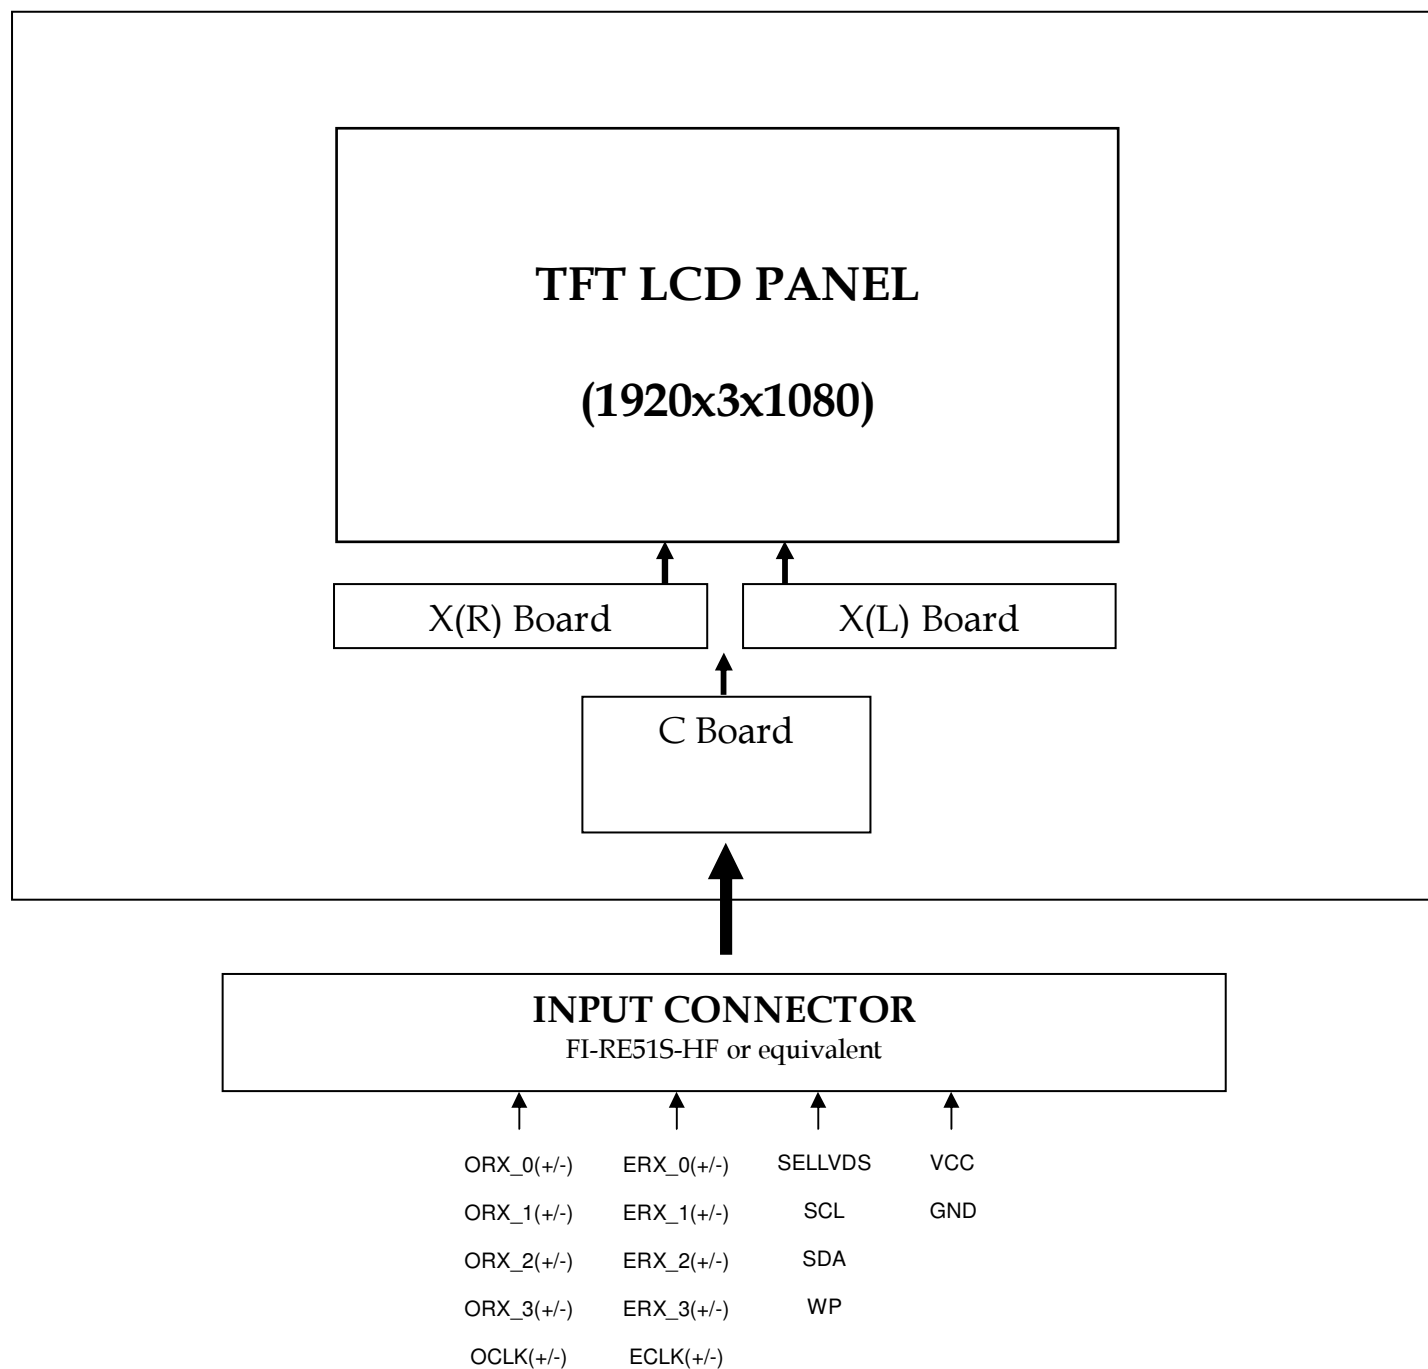 TFT LCD PANEL
(1920x3x1080)
X(R) Board
X(L) Board
C Board
INPUT CONNECTOR
FI-RE51S-HF or equivalent
ORX_0(+/-)
ORX_1(+/-)
ORX_2(+/-)
ORX_3(+/-)
OCLK(+/-)
ERX_0(+/-)
ERX_1(+/-)
ERX_2(+/-)
ERX_3(+/-)
ECLK(+/-)
SELLVDS
SCL
SDA
WP
VCC
GND